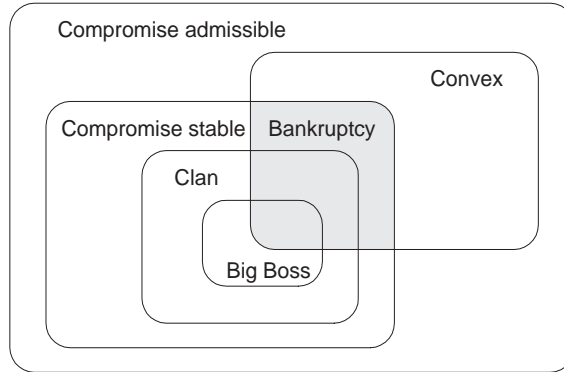 Compromise admissible
Convex
Compromise stable
Bankruptcy
Clan
Big Boss